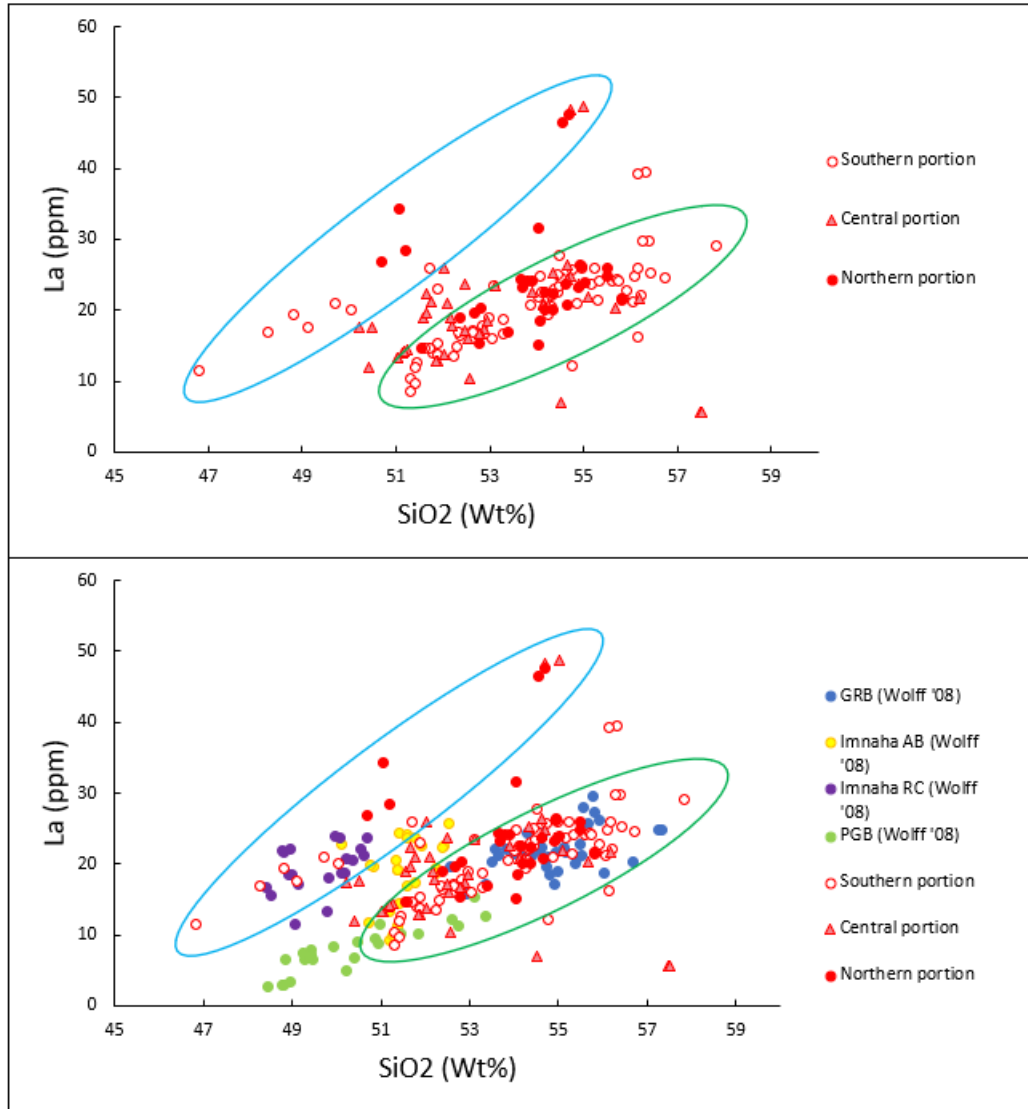 60
50
40
30
20
10
0
La (ppm)
45 47 49 51 53 55 57 59
SiO2 (Wt%)
Southern portion
Central portion
Northern portion
60
50
40
30
20
10
0
La (ppm)
45 47 49 51 53 55 57 59
SiO2 (Wt%)
GRB (Wolff '08)
Imnaha AB (Wolff
'08)
Imnaha RC (Wolff
'08)
PGB (Wolff '08)
Southern portion
Central portion
Northern portion